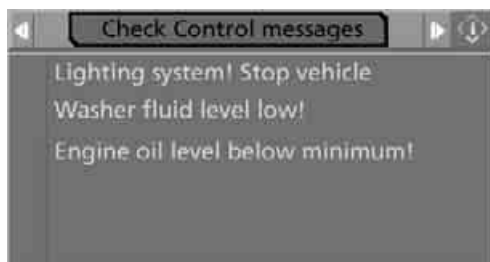 Check Control messages
Lighting system! Stop vehicle
Washer fluid level low!
Engine oil level below minimum!